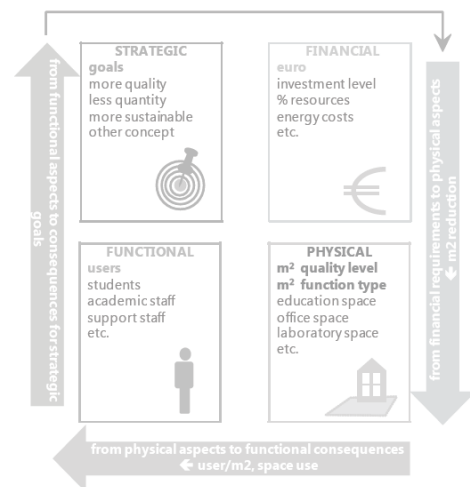 STRATEGIC
goals
more quality
less quantity
more sustainable
other concept
FINANCIAL
euro
investment level
% resources
energy costs
etc.
FUNCTIONAL
users
students
academic staff
support staff
etc.
PHYSICAL
m² quality level
m² function type
education space
office space
laboratory space
etc.
from functional aspects to consequences for strategic
goals
from financial requirements to physical aspects
← m2 reduction
from physical aspects to functional consequences
← user/m2, space use